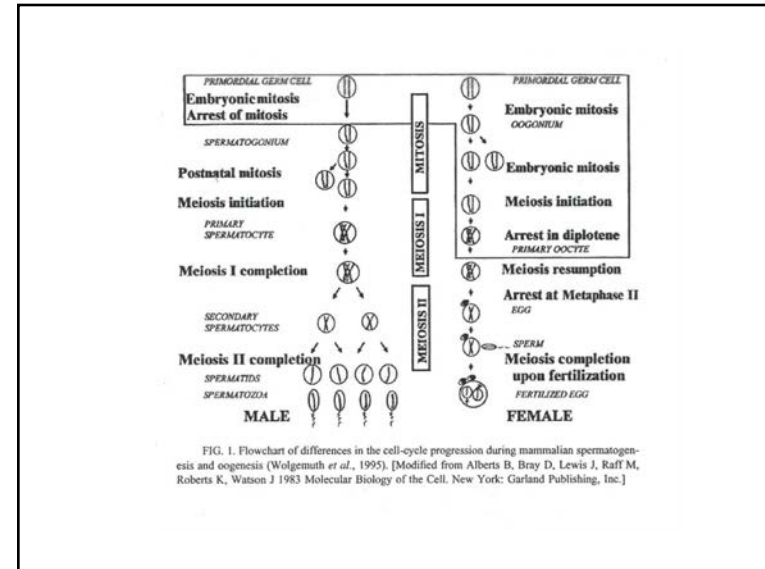 PRIMORDIAL GERM CELL
Embryonic mitosis
Arrest of mitosis
SPERMATOGONIUM
Postnatal mitosis
Meiosis initiation
PRIMARY
SPERMATOCYTE
Meiosis I completion
SECONDARY
SPERMATOCYTES
Meiosis II completion
SPERMATIDS
SPERMATOZOA
MALE
MITOSIS
MEIOSIS I
MEIOSIS II
PRIMORDIAL GERM CELL
Embryonic mitosis
OOGONIUM
Embryonic mitosis
Meiosis initiation
Arrest in diplotene
PRIMARY OOCYTE
Meiosis resumption
Arrest at Metaphase II
EGG
SPERM
Meiosis completion
upon fertilization
FERTILIZED EGG
FEMALE
FIG. 1. Flowchart of differences in the cell-cycle progression during mammalian spermatogen-
esis and oogenesis (Wolgemuth et al., 1995). [Modified from Alberts B, Bray D, Lewis J, Raff M,
Roberts K, Watson J 1983 Molecular Biology of the Cell. New York: Garland Publishing, Inc.]